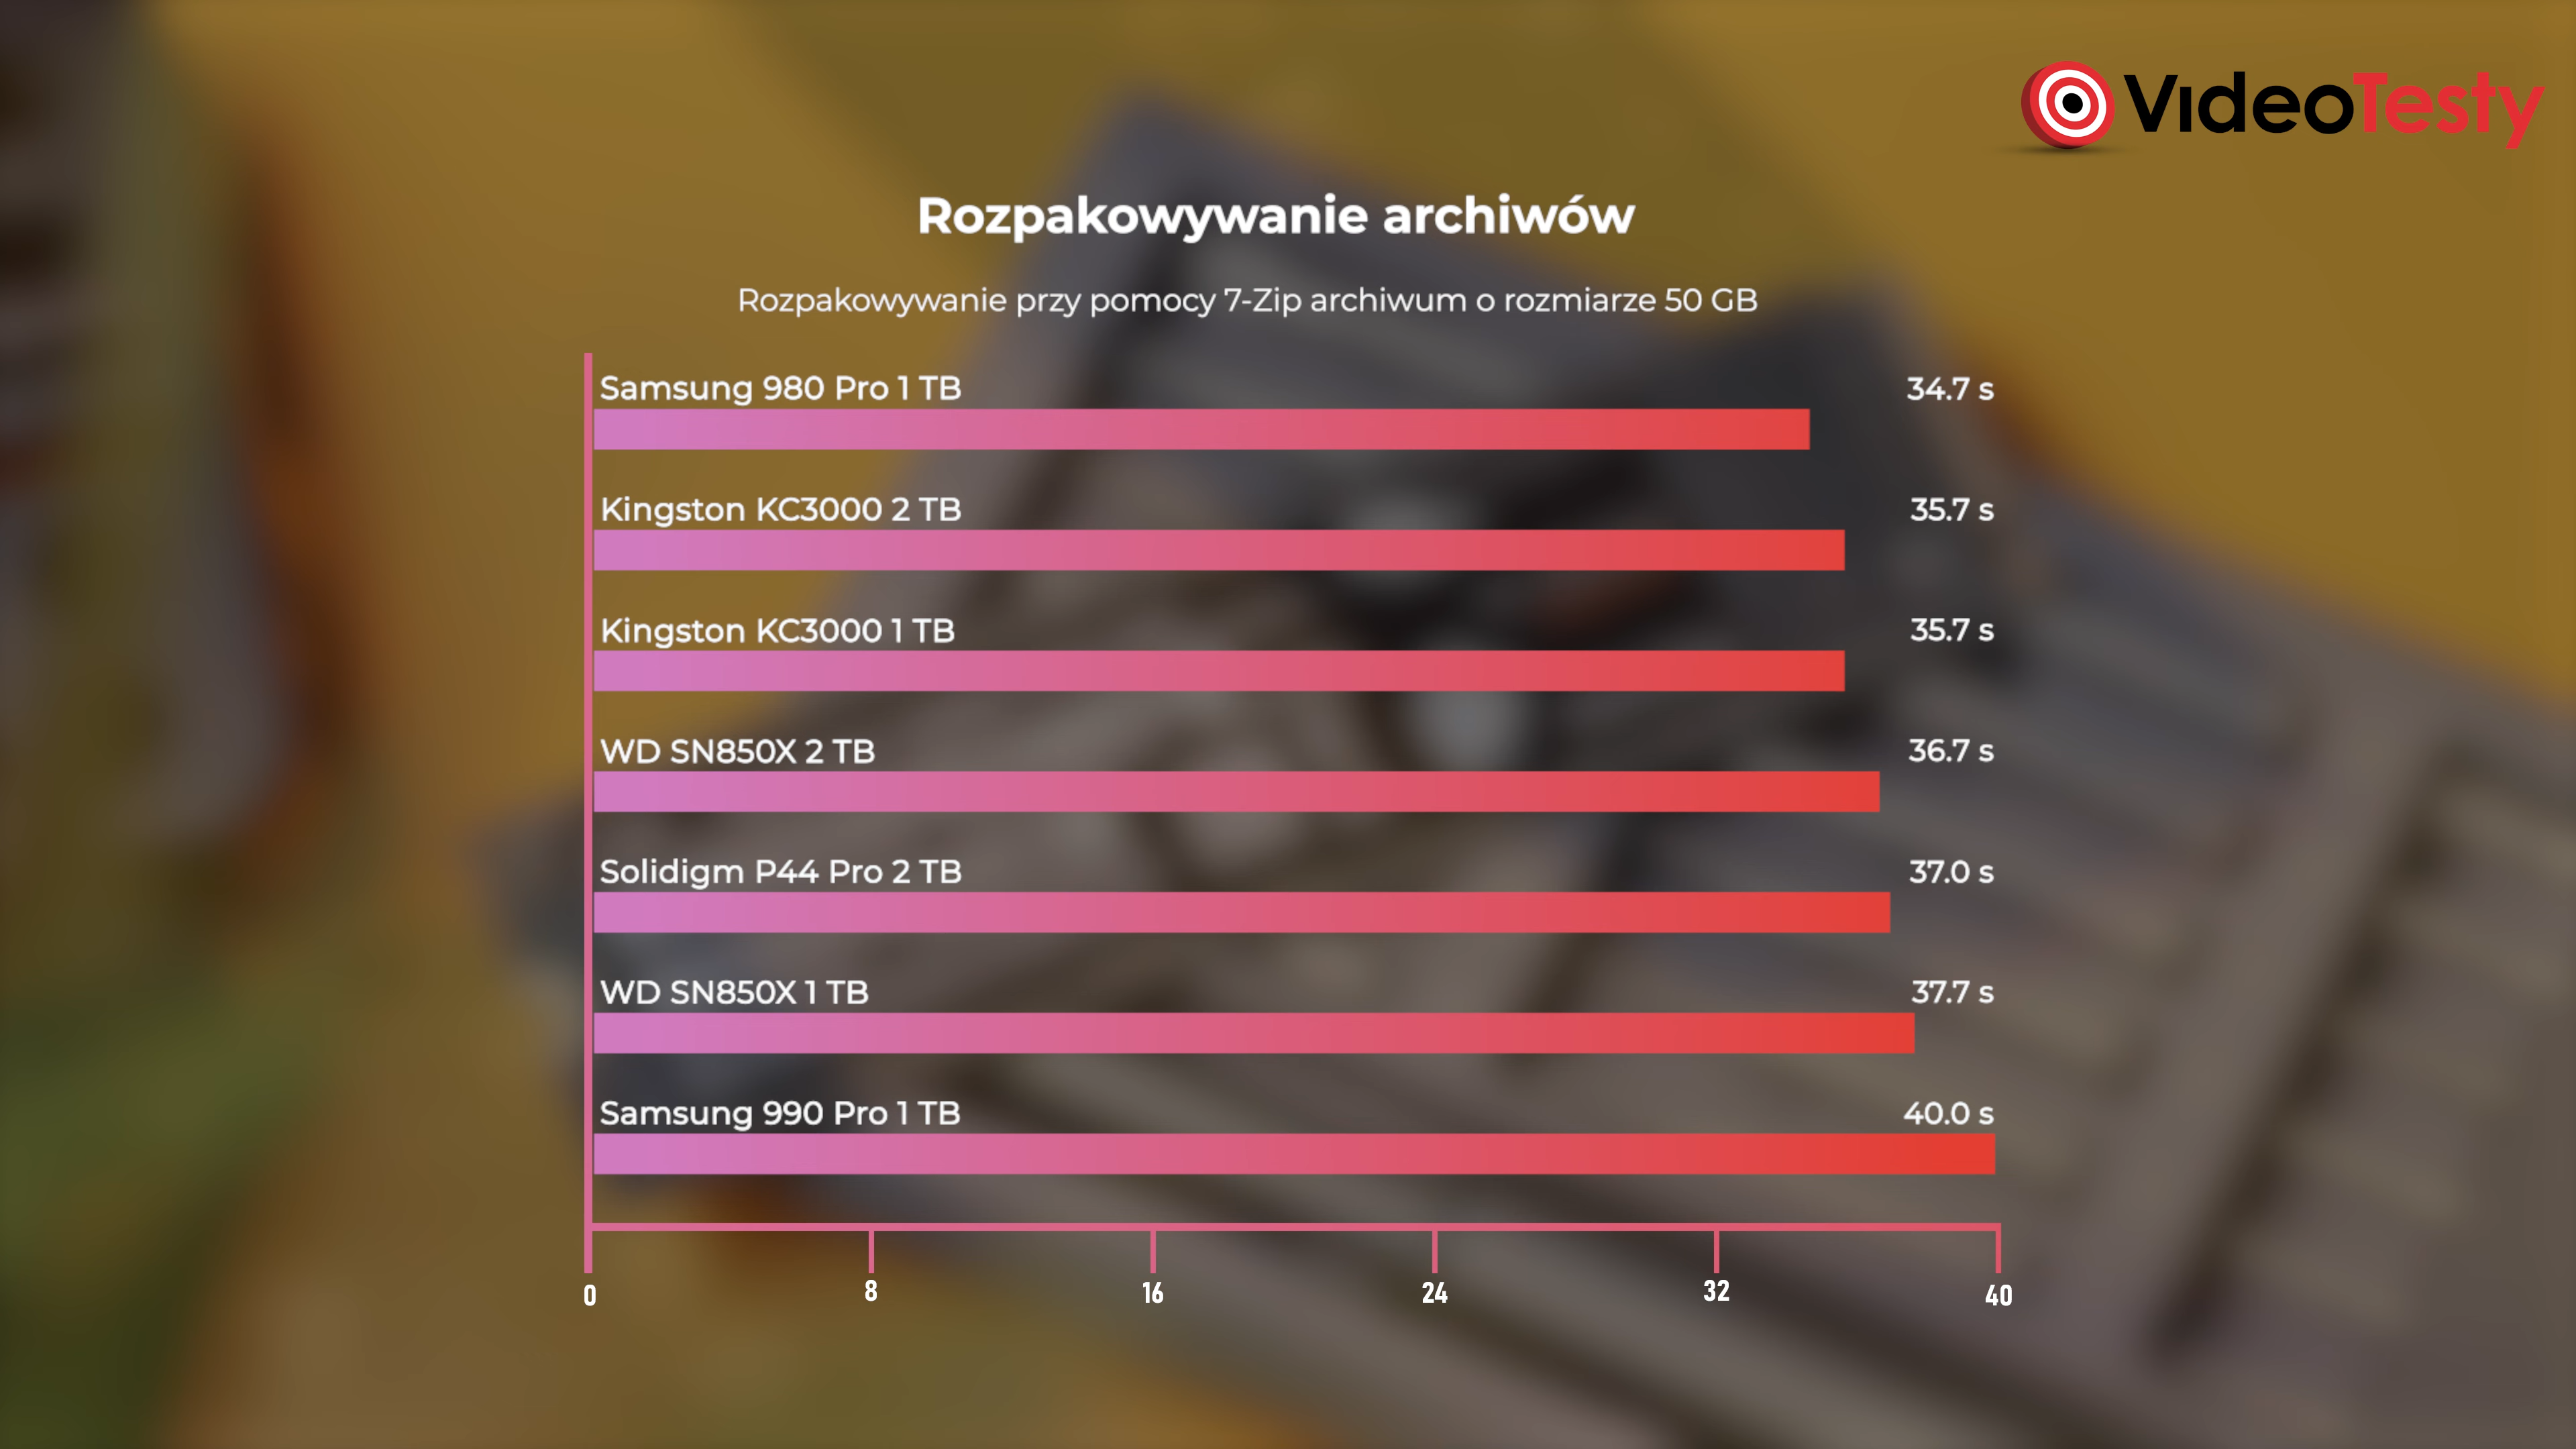 VideoTesty
Rozpakowywanie archiwów
Rozpakowywanie przy pomocy 7-Zip archiwum o rozmiarze 50 GB
Samsung 980 Pro 1 TB 34.7 s
Kingston KC3000 2 TB 35.7 s
Kingston KC3000 1 TB 35.7 s
WD SN850X 2 TB 36.7 s
Solidigm P44 Pro 2 TB 37.0 s
WD SN850X 1 TB 37.7 s
Samsung 990 Pro 1 TB 40.0 s
0 8 16 24 32 40